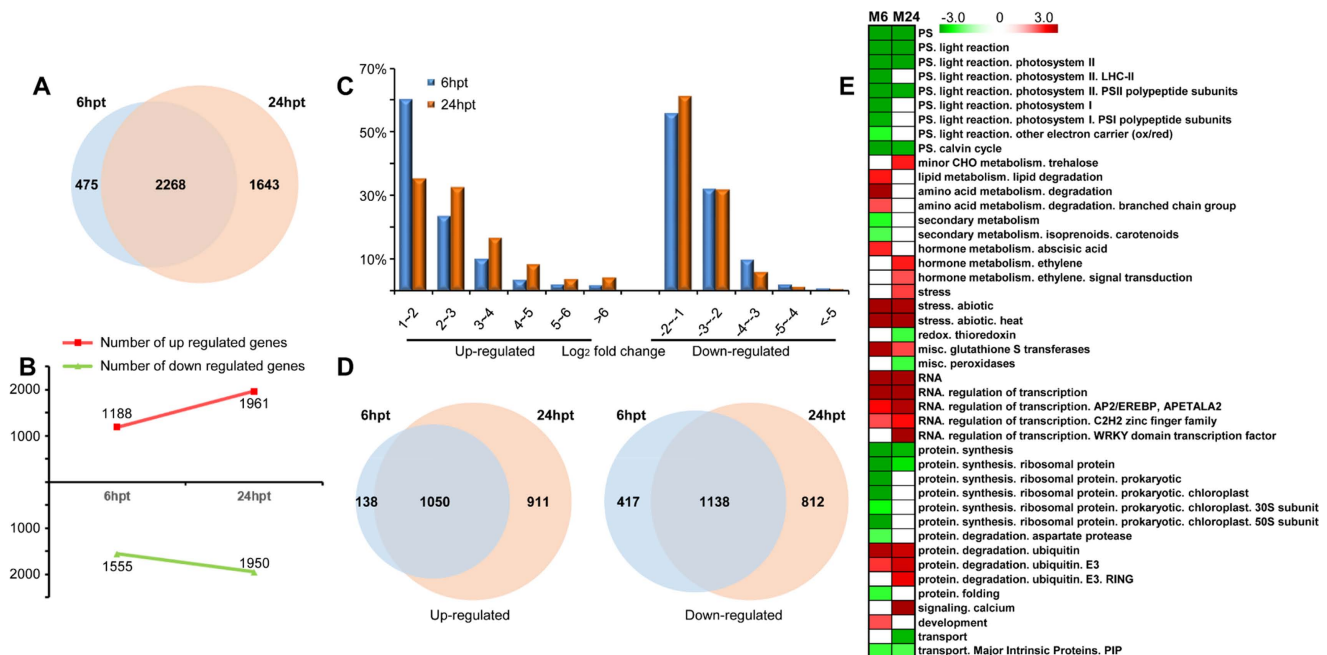 A
6hpt
24hpt
475
2268
1643
B
Number of up regulated genes
Number of down regulated genes
2000
1000
1000
2000
1188
1961
6hpt
24hpt
1555
1950
C
70%
50%
30%
10%
6hpt
24hpt
1~2
2~3
3~4
4~5
5~6
>6
-2~-1
-3~-2
-4~-3
-5~-4
<-5
Up-regulated
Log2 fold change
Down-regulated
D
6hpt
24hpt
138
1050
911
Up-regulated
6hpt
24hpt
417
1138
812
Down-regulated
E
M6 M24
-3.0 0 3.0
PS
PS. light reaction
PS. light reaction. photosystem II
PS. light reaction. photosystem II. LHC-II
PS. light reaction. photosystem II. PSII polypeptide subunits
PS. light reaction. photosystem I
PS. light reaction. photosystem I. PSI polypeptide subunits
PS. light reaction. other electron carrier (ox/red)
PS. calvin cycle
minor CHO metabolism. trehalose
lipid metabolism. lipid degradation
amino acid metabolism. degradation
amino acid metabolism. degradation. branched chain group
secondary metabolism
secondary metabolism. isoprenoids. carotenoids
hormone metabolism. abscisic acid
hormone metabolism. ethylene
hormone metabolism. ethylene. signal transduction
stress
stress. abiotic
stress. abiotic. heat
redox. thioredoxin
misc. glutathione S transferases
misc. peroxidases
RNA
RNA. regulation of transcription
RNA. regulation of transcription. AP2/EREBP, APETALA2
RNA. regulation of transcription. C2H2 zinc finger family
RNA. regulation of transcription. WRKY domain transcription factor
protein. synthesis
protein. synthesis. ribosomal protein
protein. synthesis. ribosomal protein. prokaryotic
protein. synthesis. ribosomal protein. prokaryotic. chloroplast
protein. synthesis. ribosomal protein. prokaryotic. chloroplast. 30S subunit
protein. synthesis. ribosomal protein. prokaryotic. chloroplast. 50S subunit
protein. degradation. aspartate protease
protein. degradation. ubiquitin
protein. degradation. ubiquitin. E3
protein. degradation. ubiquitin. E3. RING
protein. folding
signaling. calcium
development
transport
transport. Major Intrinsic Proteins. PIP